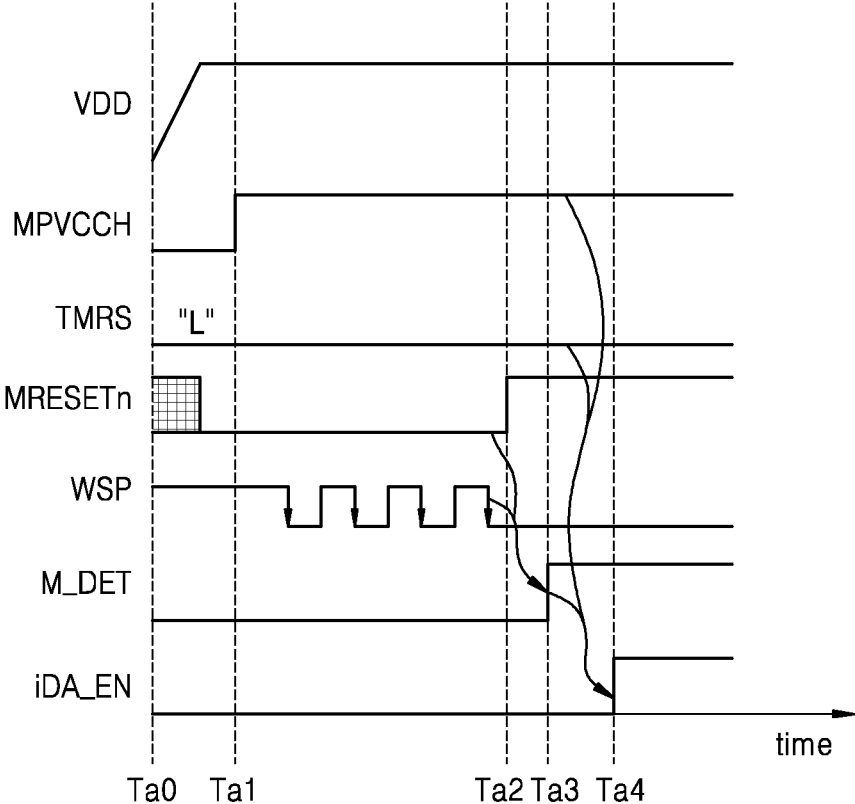 VDD
MPVCCH
TMRS "L"
MRESETn
WSP
M_DET
iDA_EN
time
Ta0 Ta1 Ta2 Ta3 Ta4